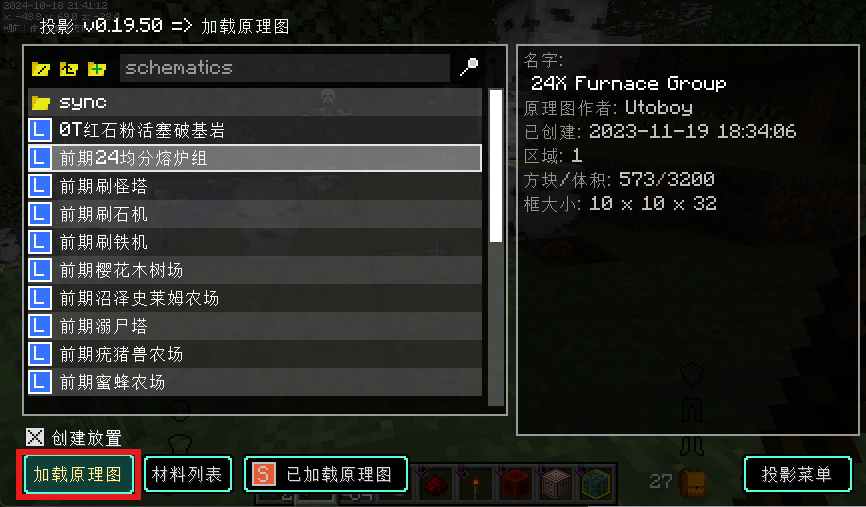 2024-10-18 21:41:12
投影 v0.19.50 => 加载原理图
schematics
sync
0T红石粉活塞破基岩
前期24均分熔炉组
前期刷怪塔
前期刷石机
前期刷铁机
前期樱花木树场
前期沼泽史莱姆农场
前期溺尸塔
前期疣猪兽农场
前期蜜蜂农场
名字:
24X Furnace Group
原理图作者: Utoboy
已创建: 2023-11-19 18:34:06
区域: 1
方块/体积: 573/3200
框大小: 10 x 10 x 32
创建放置
加载原理图
材料列表
S 已加载原理图
27
投影菜单